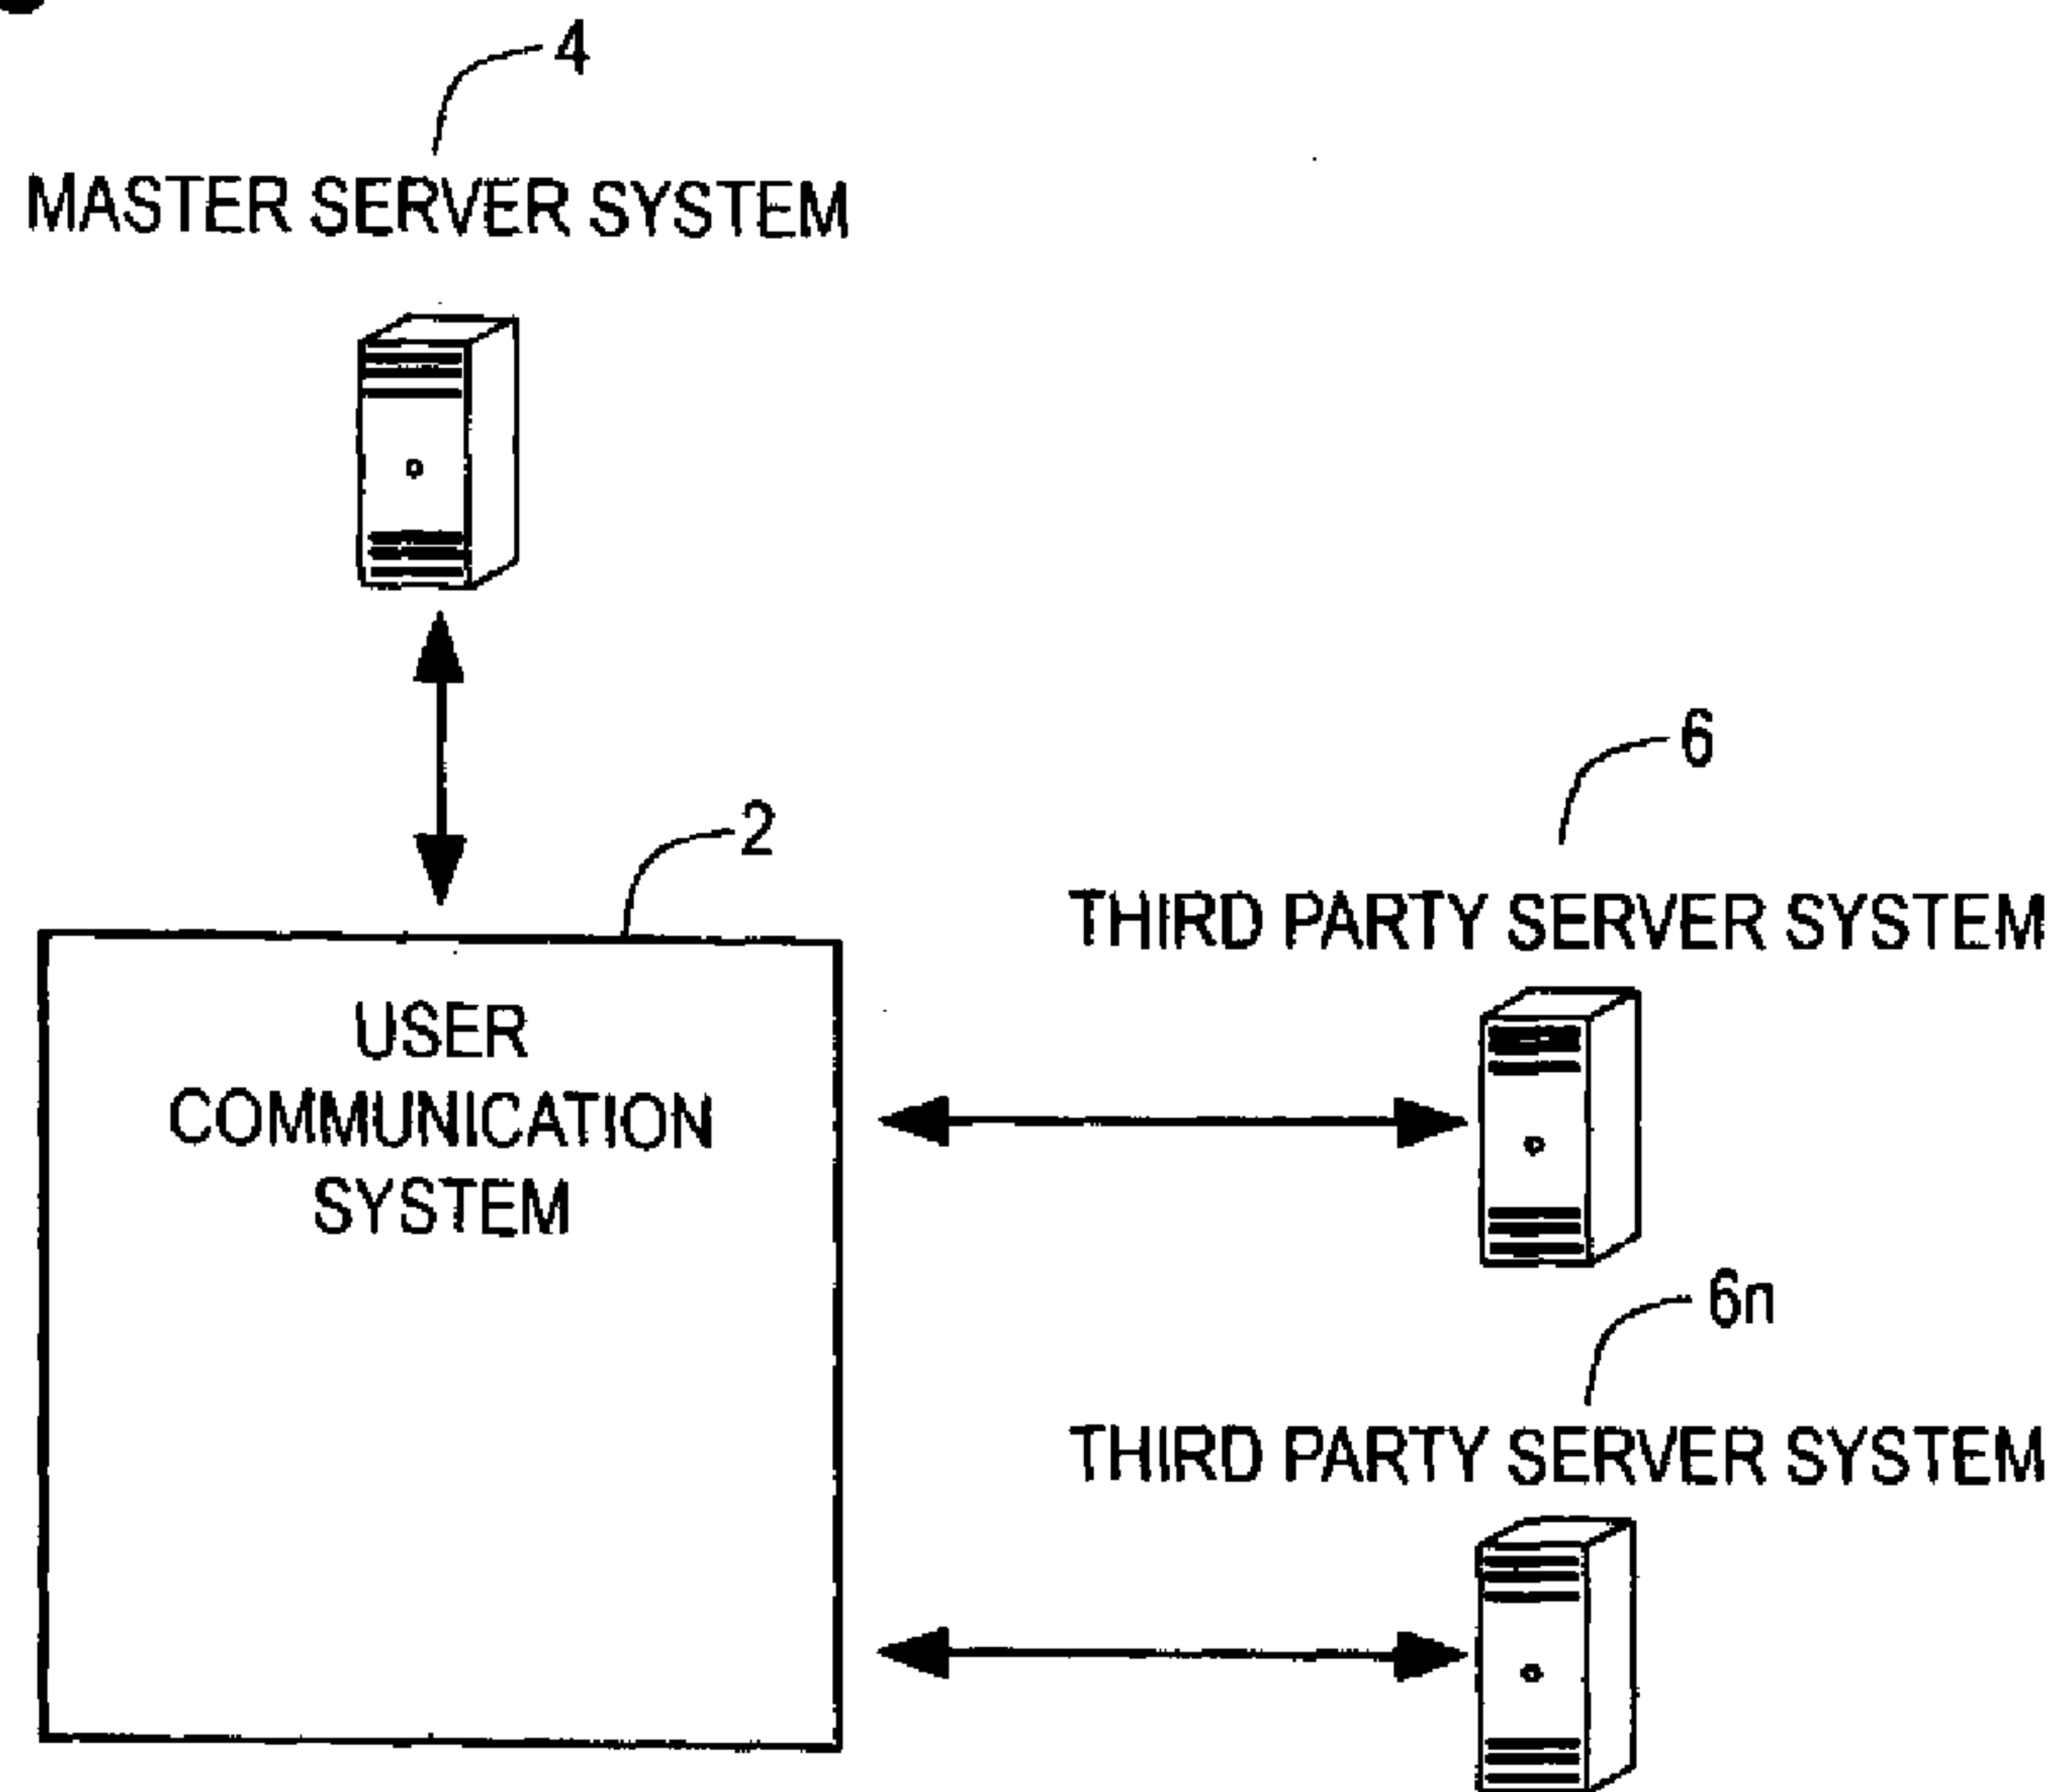 4
MASTER SERVER SYSTEM
2
6
THIRD PARTY SERVER SYSTEM
USER
COMMUNICATION
SYSTEM
6n
THIRD PARTY SERVER SYSTEM